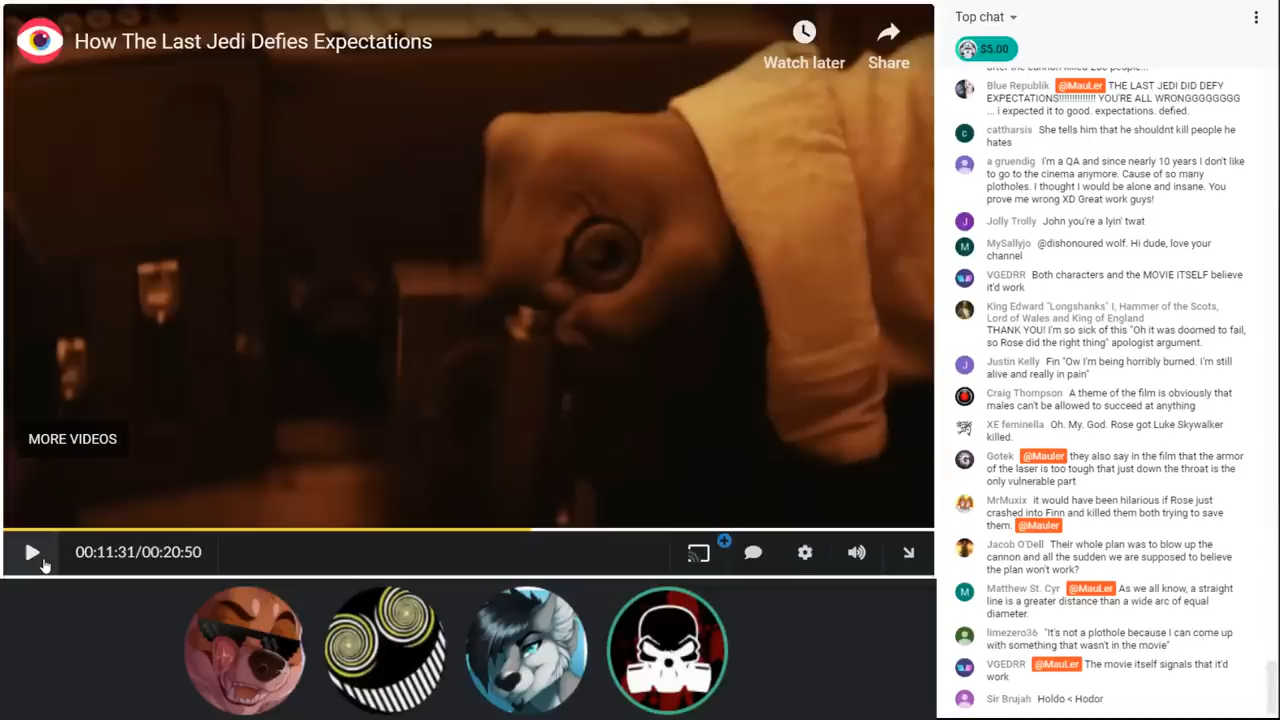 How The Last Jedi Defies Expectations
Watch later
Share
MORE VIDEOS
00:11:31/00:20:50
Top chat
$5.00
Blue Republik @MauLer THE LAST JEDI DID DEFY
EXPECTATIONS!!!!!!!!!!!!!! YOU'RE ALL WRONGGGGGGGG
... i expected it to good. expectations. defied.
cattharsis She tells him that he shouldnt kill people he
hates
a gruendig I'm a QA and since nearly 10 years I don't like
to go to the cinema anymore. Cause of so many
plotholes. I thought I would be alone and insane. You
prove me wrong XD Great work guys!
Jolly Trolly John you're a lyin' twat
MySallyjo @dishonoured wolf. Hi dude, love your
channel
VGEDRR Both characters and the MOVIE ITSELF believe
it'd work
King Edward "Longshanks" I, Hammer of the Scots,
Lord of Wales and King of England
THANK YOU! I'm so sick of this "Oh it was doomed to fail,
so Rose did the right thing" apologist argument.
Justin Kelly Fin "Ow I'm being horribly burned. I'm still
alive and really in pain"
Craig Thompson A theme of the film is obviously that
males can't be allowed to succeed at anything
XE feminella Oh. My. God. Rose got Luke Skywalker
killed.
Gotek @Mauler they also say in the film that the armor
of the laser is too tough that just down the throat is the
only vulnerable part
MrMuxix it would have been hilarious if Rose just
crashed into Finn and killed them both trying to save
them. @Mauler
Jacob O'Dell Their whole plan was to blow up the
cannon and all the sudden we are supposed to believe
the plan won't work?
Matthew St. Cyr @MauLer As we all know, a straight
line is a greater distance than a wide arc of equal
diameter.
limezero36 "It's not a plothole because I can come up
with something that wasn't in the movie"
VGEDRR @MauLer The movie itself signals that it'd
work
Sir Brujah Holdo < Hodor